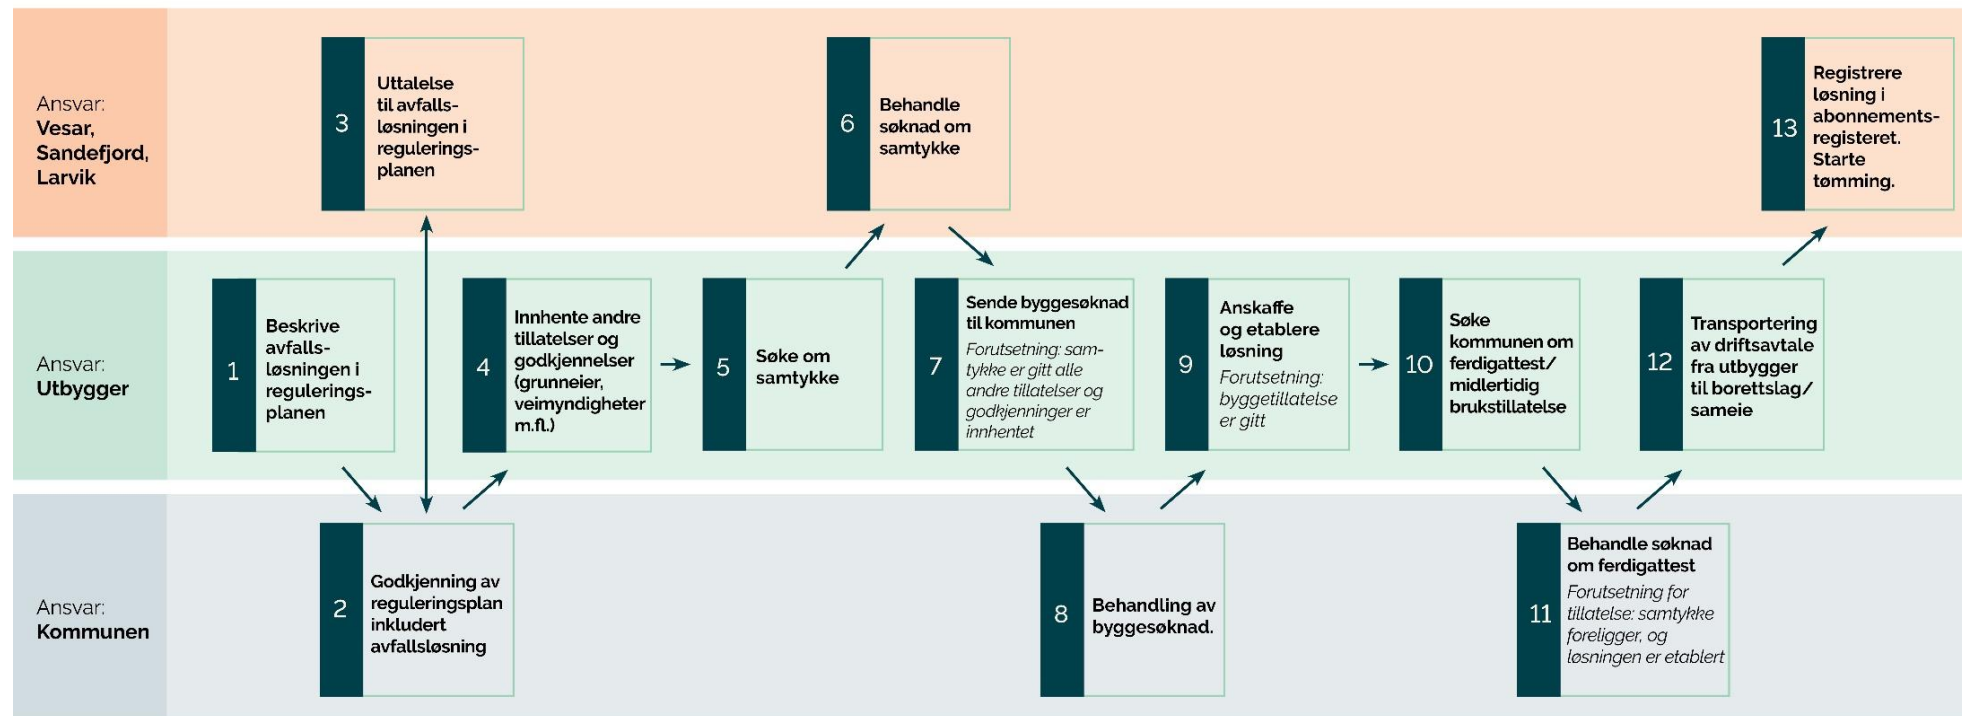 Ansvar:
Vesar,
Sandefjord,
Larvik
3
Uttalelse
til avfalls-
løsningen i
regulerings-
planen
6
Behandle
søknad om
samtykke
13
Registrere
løsning i
abonnements-
registeret.
Starte
tømming.
Ansvar:
Utbygger
1
Beskrive
avfalls-
løsningen i
regulerings-
planen
4
Innhente andre
tillatelser og
godkjennelser
(grunneier,
veimyndigheter
m.fl.)
5
Søke om
samtykke
7
Sende byggesøknad
til kommunen
Forutsetning: sam-
tykke er gitt alle
andre tillatelser og
godkjenninger er
innhentet
9
Anskaffe
og etablere
løsning
Forutsetning:
byggetillatelse
er gitt
10
Søke
kommunen om
ferdigattest/
midlertidig
brukstillatelse
12
Transportering
av driftsavtale
fra utbygger
til borettslag/
sameie
Ansvar:
Kommunen
2
Godkjenning av
reguleringsplan
inkludert
avfallsløsning
8
Behandling av
byggesøknad.
11
Behandle søknad
om ferdigattest
Forutsetning for
tillatelse: samtykke
foreligger, og
løsningen er etablert